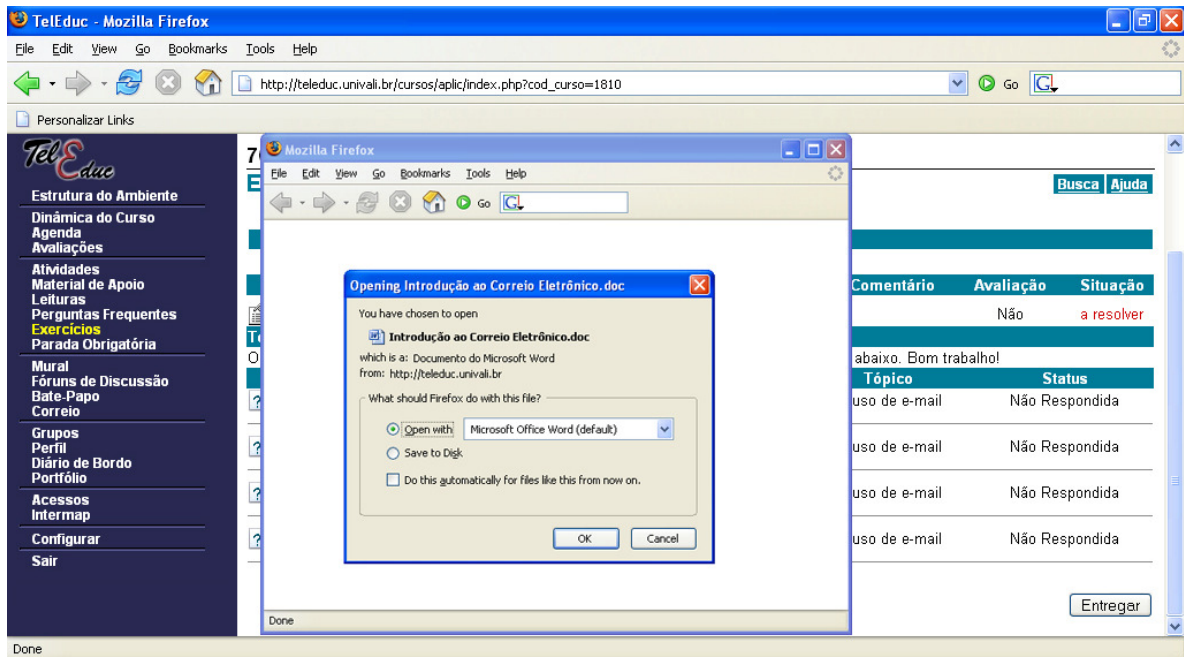 TelEduc - Mozilla Firefox
File Edit View Go Bookmarks Tools Help
http://teleduc.univali.br/cursos/aplic/index.php?cod_curso=1810 Go G
Personalizar Links
TelEduc
Estrutura do Ambiente
Dinâmica do Curso
Agenda
Avaliações
Atividades
Material de Apoio
Leituras
Perguntas Frequentes
Exercícios
Parada Obrigatória
Mural
Fóruns de Discussão
Bate-Papo
Correio
Grupos
Perfil
Diário de Bordo
Portfólio
Acessos
Intermap
Configurar
Sair
Busca Ajuda
Comentário Avaliação Situação
Não a resolver
abaixo. Bom trabalho!
Tópico Status
uso de e-mail Não Respondida
uso de e-mail Não Respondida
uso de e-mail Não Respondida
uso de e-mail Não Respondida
Entregar
Mozilla Firefox
File Edit View Go Bookmarks Tools Help
Go G
Opening Introdução ao Correio Eletrônico.doc
You have chosen to open
Introdução ao Correio Eletrônico.doc
which is a: Documento do Microsoft Word
from: http://teleduc.univali.br
What should Firefox do with this file?
Open with Microsoft Office Word (default)
Save to Disk
Do this automatically for files like this from now on.
OK Cancel
Done
Done